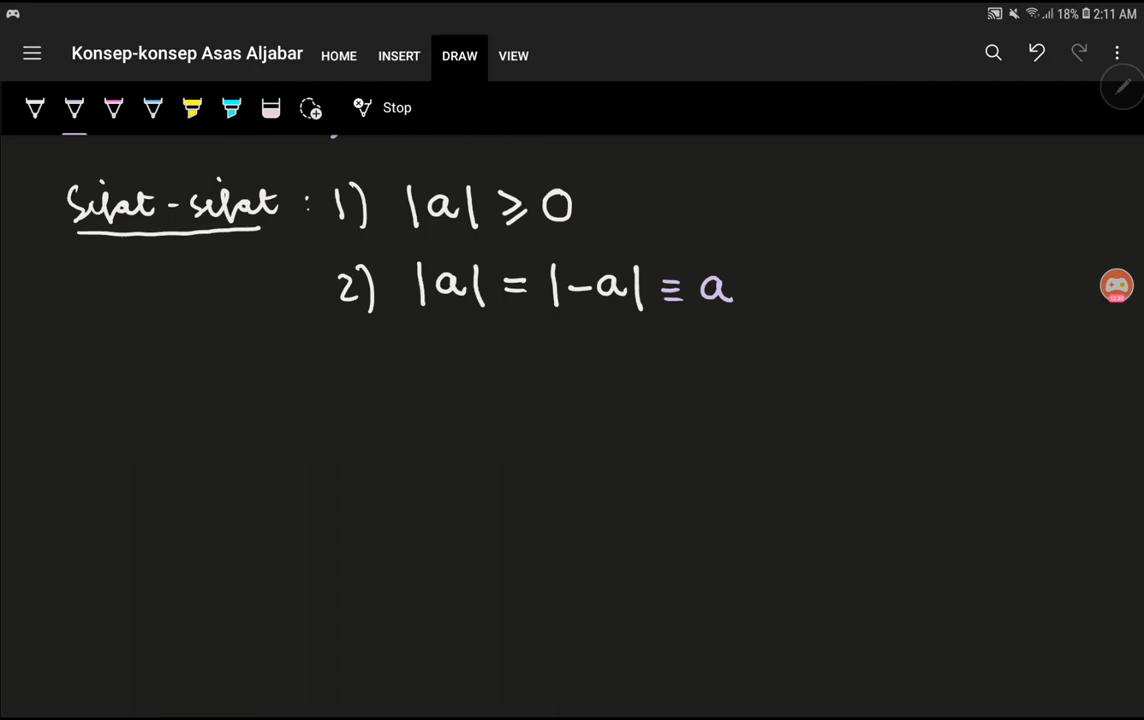 18% 2:11 AM
Konsep-konsep Asas Aljabar HOME INSERT DRAW VIEW
Stop
Sifat-sifat : 1) |a| ⩾ 0
2) |a| = |-a| ≡ a